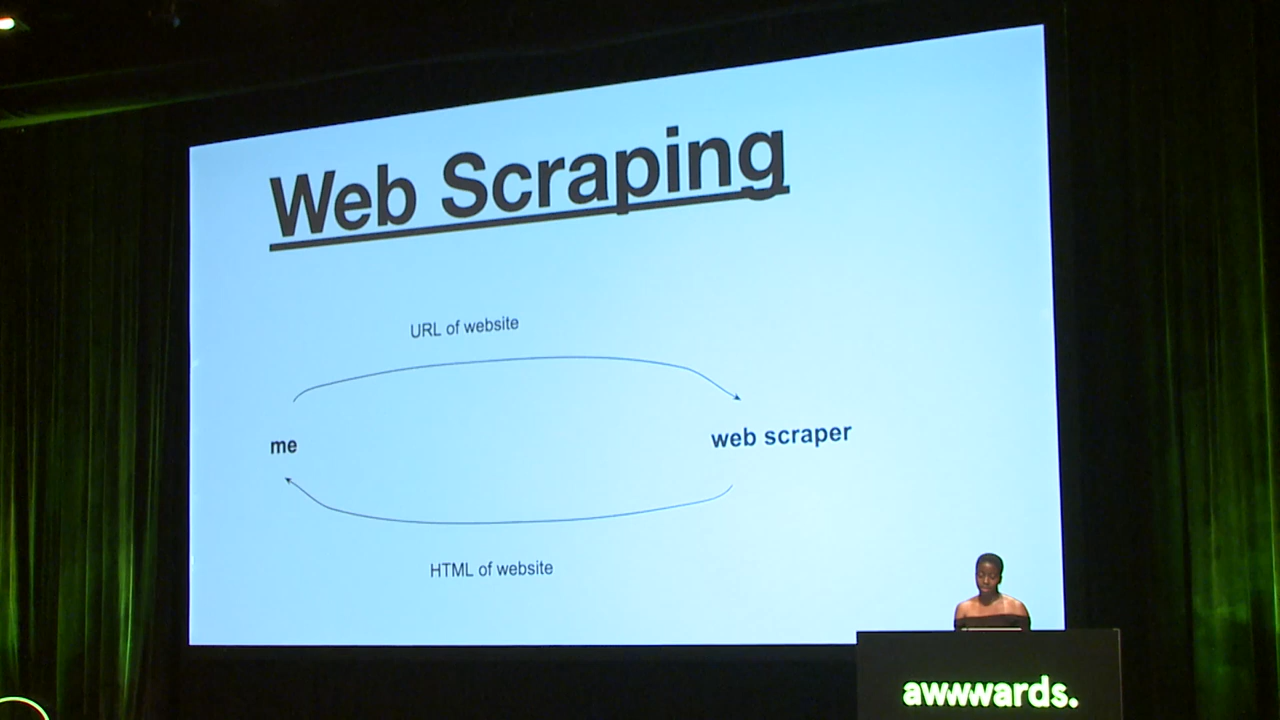 Web Scraping
URL of website
me
web scraper
HTML of website
awwwards.